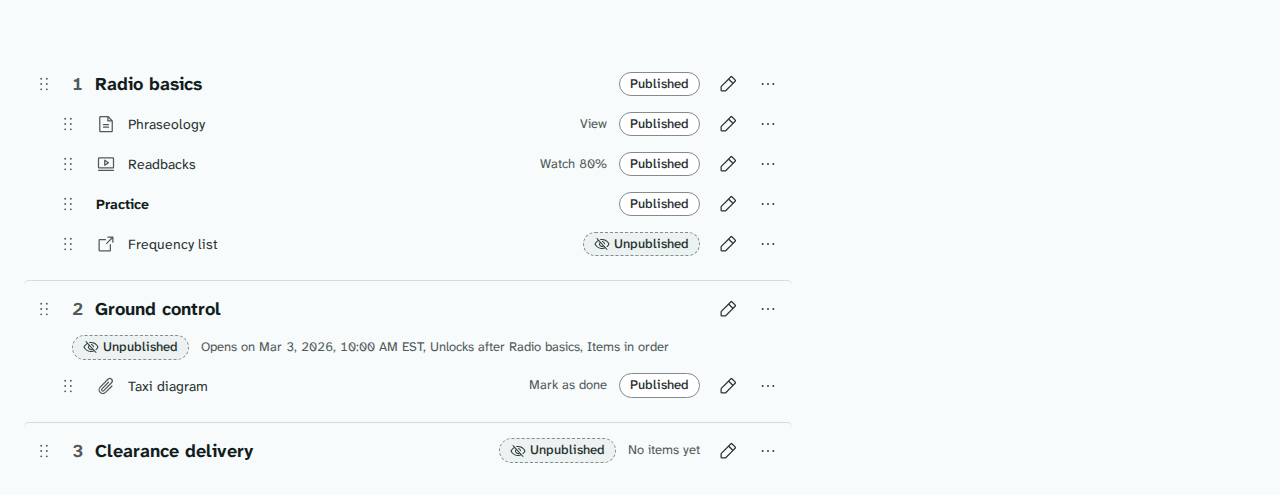 1 Radio basics Published
Phraseology View Published
Readbacks Watch 80% Published
Practice Published
Frequency list Unpublished
2 Ground control
Unpublished Opens on Mar 3, 2026, 10:00 AM EST, Unlocks after Radio basics, Items in order
Taxi diagram Mark as done Published
3 Clearance delivery Unpublished No items yet